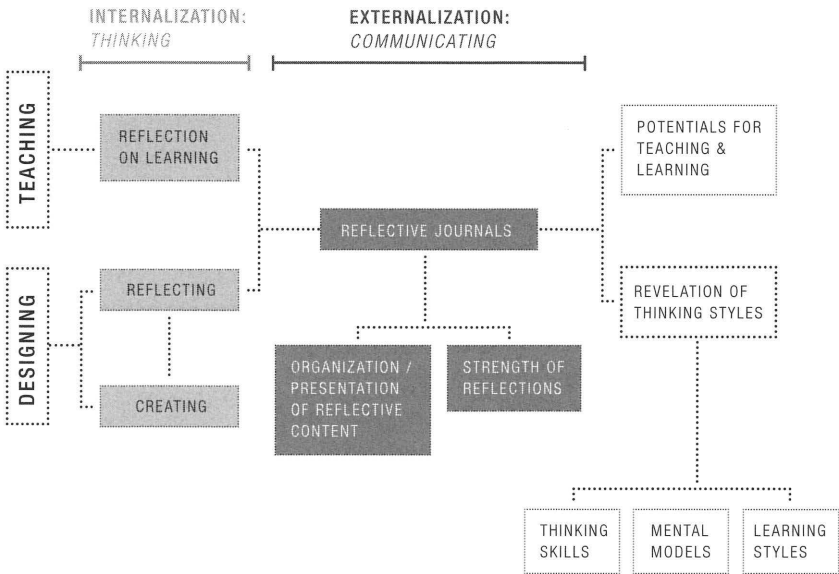 INTERNALIZATION:
THINKING
EXTERNALIZATION:
COMMUNICATING
TEACHING
REFLECTION
ON LEARNING
POTENTIALS FOR
TEACHING &
LEARNING
REFLECTIVE JOURNALS
DESIGNING
REFLECTING
REVELATION OF
THINKING STYLES
CREATING
ORGANIZATION /
PRESENTATION
OF REFLECTIVE
CONTENT
STRENGTH OF
REFLECTIONS
THINKING
SKILLS
MENTAL
MODELS
LEARNING
STYLES